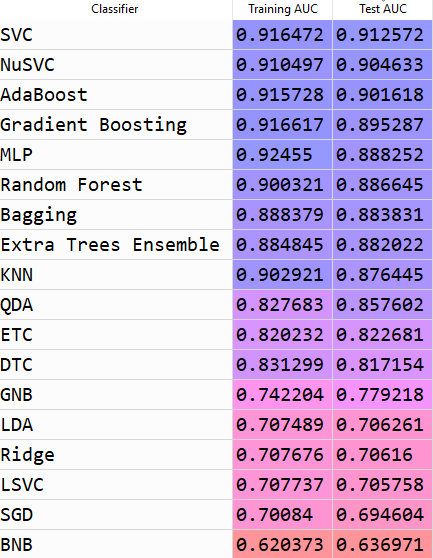 Classifier Training AUC Test AUC
SVC 0.916472 0.912572
NuSVC 0.910497 0.904633
AdaBoost 0.915728 0.901618
Gradient Boosting 0.916617 0.895287
MLP 0.92455 0.888252
Random Forest 0.900321 0.886645
Bagging 0.888379 0.883831
Extra Trees Ensemble 0.884845 0.882022
KNN 0.902921 0.876445
QDA 0.827683 0.857602
ETC 0.820232 0.822681
DTC 0.831299 0.817154
GNB 0.742204 0.779218
LDA 0.707489 0.706261
Ridge 0.707676 0.70616
LSVC 0.707737 0.705758
SGD 0.70084 0.694604
BNB 0.620373 0.636971